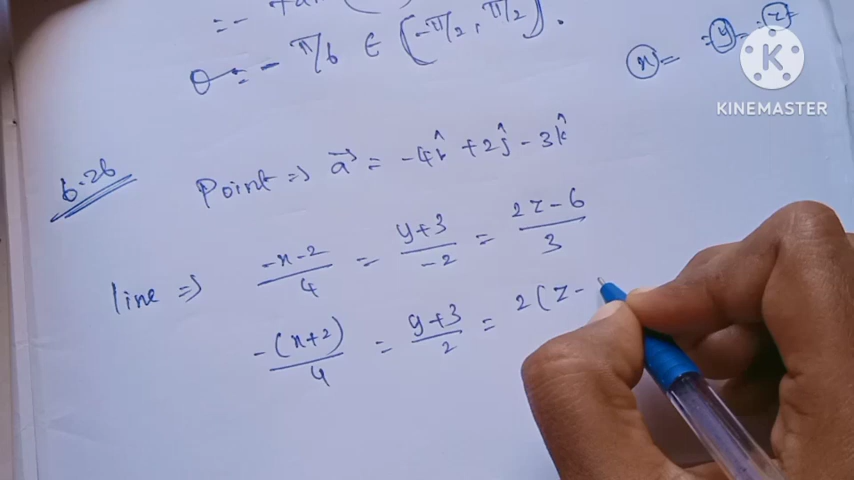 = - tan (
θ = - π/6 ∈ (-π/2, π/2).
x = = y = z =
K
KINEMASTER
6.26
Point ⇒ a⃗ = -4î + 2ĵ - 3k̂
line ⇒ -x-2/4 = y+3/-2 = 2z-6/3
-(x+2)/4 = y+3/2 = 2(z-